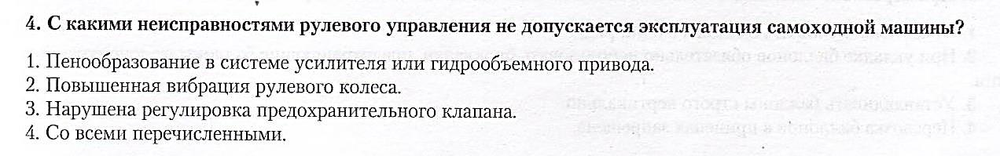 4. С какими неисправностями рулевого управления не допускается эксплуатация самоходной машины?
1. Пенообразование в системе усилителя или гидрообъемного привода.
2. Повышенная вибрация рулевого колеса.
3. Нарушена регулировка предохранительного клапана.
4. Со всеми перечисленными.